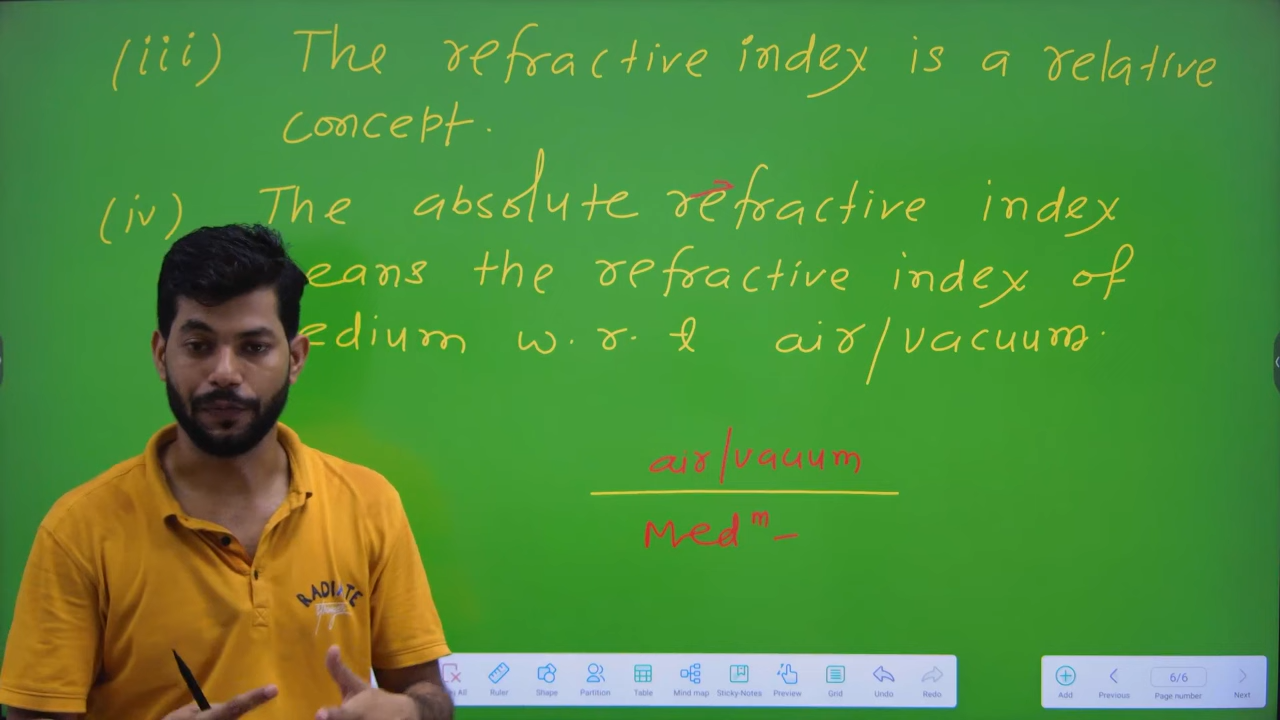 (iii) The refractive index is a relative
concept.
(iv) The absolute refractive index
eans the refractive index of
edium w.r.t air/vacuum.
air/vacuum
Medm -
RADIATE
Ruler
Shape
Partition
Table
Mind map
Sticky Notes
Preview
Grid
Undo
Redo
Add
Previous
6/6
Page number
Next